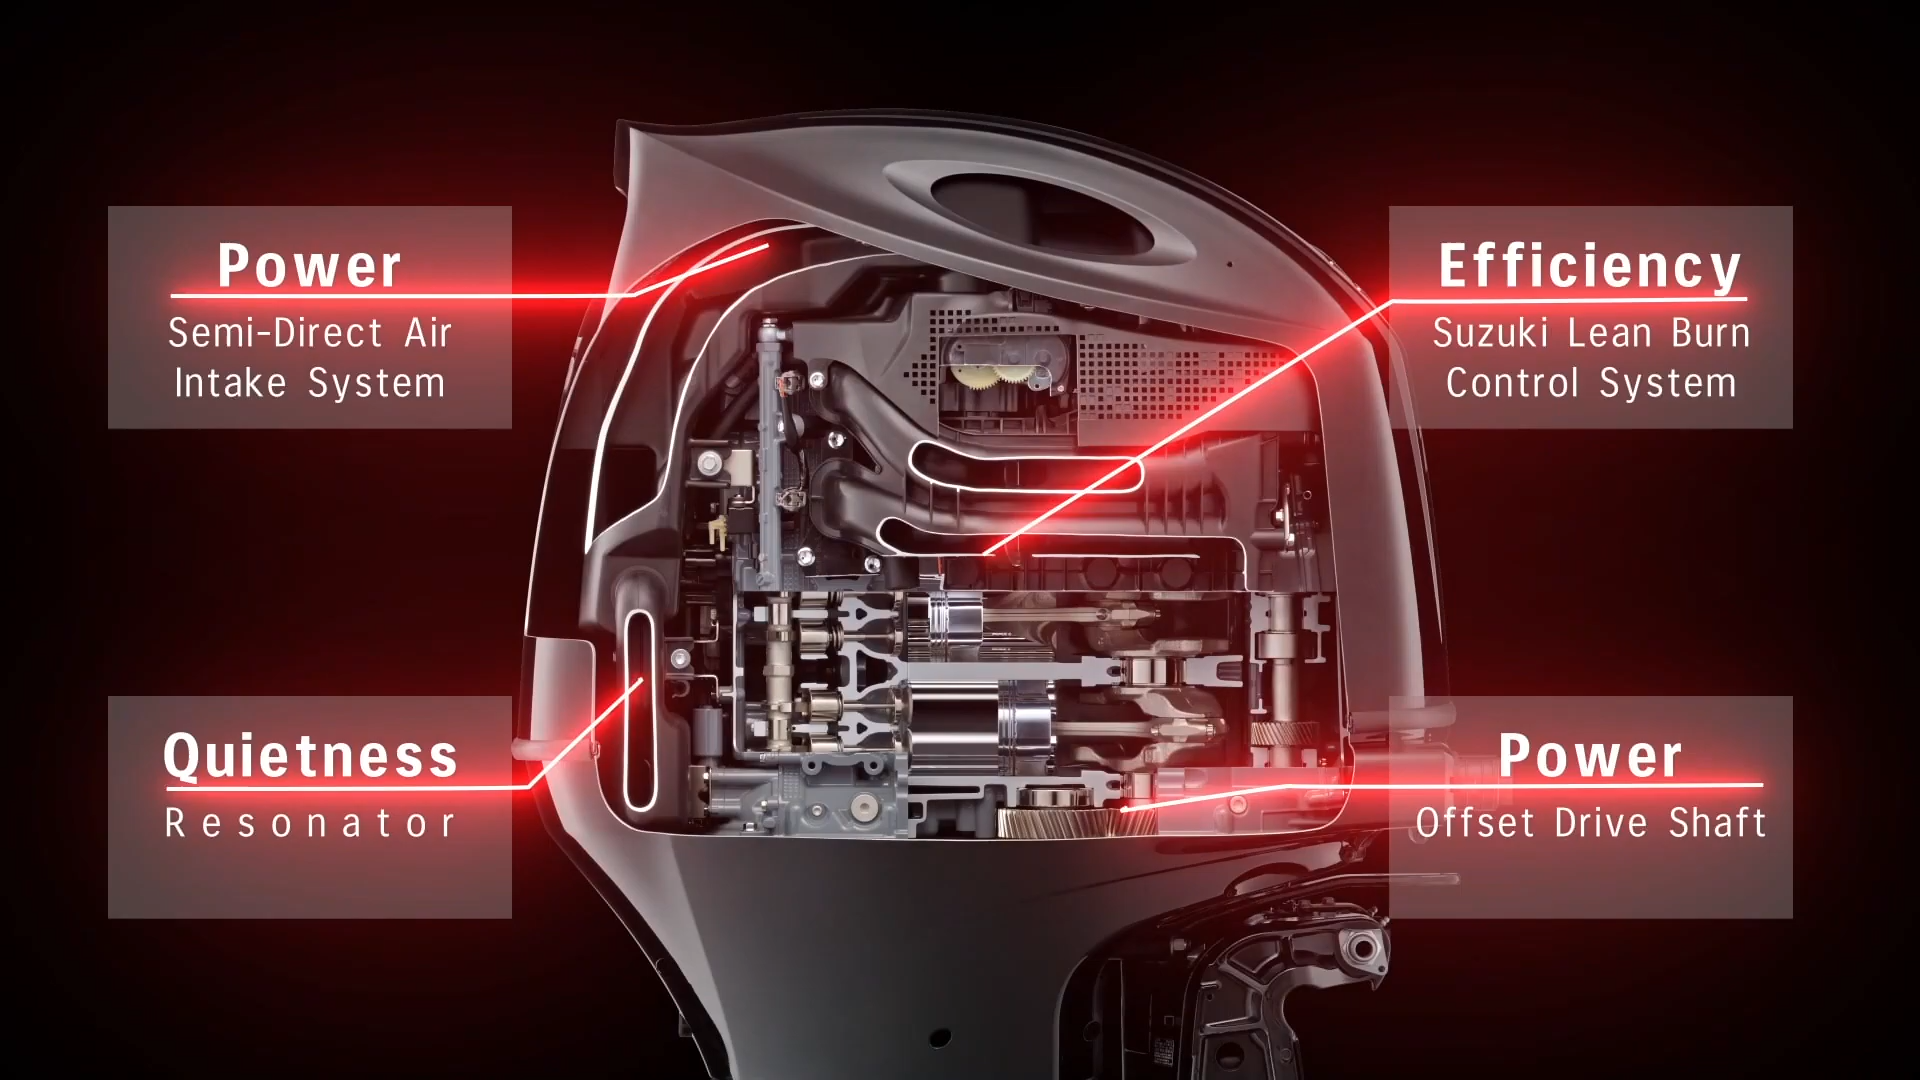 Power
Semi-Direct Air
Intake System
Efficiency
Suzuki Lean Burn
Control System
Quietness
Resonator
Power
Offset Drive Shaft